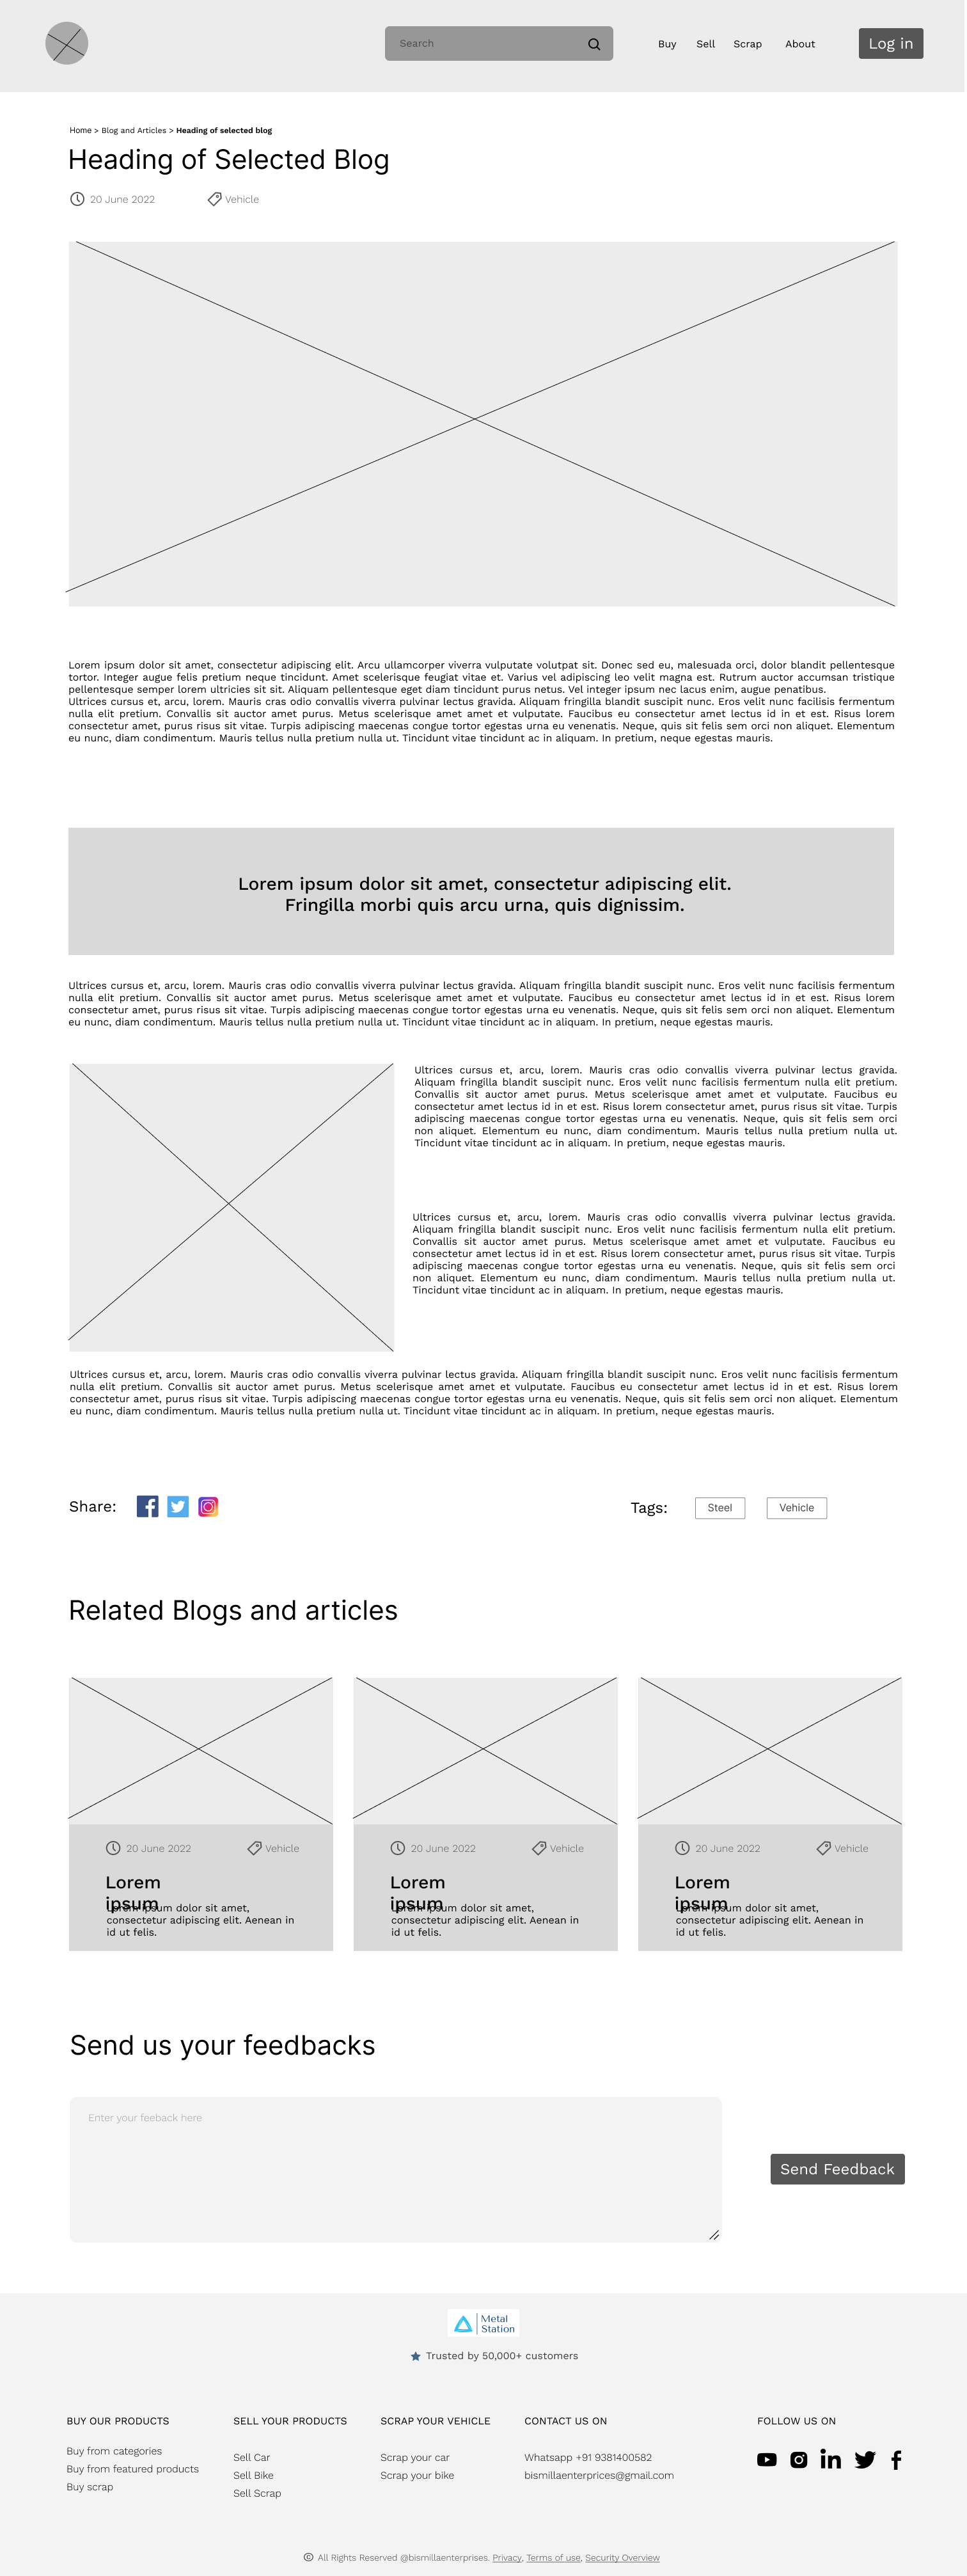 Search
Buy Sell Scrap About Log in
Home > Blog and Articles > Heading of selected blog
Heading of Selected Blog
20 June 2022 Vehicle
Lorem ipsum dolor sit amet, consectetur adipiscing elit. Arcu ullamcorper viverra vulputate volutpat sit. Donec sed eu, malesuada orci, dolor blandit pellentesque
tortor. Integer augue felis pretium neque tincidunt. Amet scelerisque feugiat vitae et. Varius vel adipiscing leo velit magna est. Rutrum auctor accumsan tristique
pellentesque semper lorem ultricies sit sit. Aliquam pellentesque eget diam tincidunt purus netus. Vel integer ipsum nec lacus enim, augue penatibus.
Ultrices cursus et, arcu, lorem. Mauris cras odio convallis viverra pulvinar lectus gravida. Aliquam fringilla blandit suscipit nunc. Eros velit nunc facilisis fermentum
nulla elit pretium. Convallis sit auctor amet purus. Metus scelerisque amet amet et vulputate. Faucibus eu consectetur amet lectus id in et est. Risus lorem
consectetur amet, purus risus sit vitae. Turpis adipiscing maecenas congue tortor egestas urna eu venenatis. Neque, quis sit felis sem orci non aliquet. Elementum
eu nunc, diam condimentum. Mauris tellus nulla pretium nulla ut. Tincidunt vitae tincidunt ac in aliquam. In pretium, neque egestas mauris.
Lorem ipsum dolor sit amet, consectetur adipiscing elit.
Fringilla morbi quis arcu urna, quis dignissim.
Ultrices cursus et, arcu, lorem. Mauris cras odio convallis viverra pulvinar lectus gravida. Aliquam fringilla blandit suscipit nunc. Eros velit nunc facilisis fermentum
nulla elit pretium. Convallis sit auctor amet purus. Metus scelerisque amet amet et vulputate. Faucibus eu consectetur amet lectus id in et est. Risus lorem
consectetur amet, purus risus sit vitae. Turpis adipiscing maecenas congue tortor egestas urna eu venenatis. Neque, quis sit felis sem orci non aliquet. Elementum
eu nunc, diam condimentum. Mauris tellus nulla pretium nulla ut. Tincidunt vitae tincidunt ac in aliquam. In pretium, neque egestas mauris.
Ultrices cursus et, arcu, lorem. Mauris cras odio convallis viverra pulvinar lectus gravida.
Aliquam fringilla blandit suscipit nunc. Eros velit nunc facilisis fermentum nulla elit pretium.
Convallis sit auctor amet purus. Metus scelerisque amet amet et vulputate. Faucibus eu
consectetur amet lectus id in et est. Risus lorem consectetur amet, purus risus sit vitae. Turpis
adipiscing maecenas congue tortor egestas urna eu venenatis. Neque, quis sit felis sem orci
non aliquet. Elementum eu nunc, diam condimentum. Mauris tellus nulla pretium nulla ut.
Tincidunt vitae tincidunt ac in aliquam. In pretium, neque egestas mauris.
Ultrices cursus et, arcu, lorem. Mauris cras odio convallis viverra pulvinar lectus gravida.
Aliquam fringilla blandit suscipit nunc. Eros velit nunc facilisis fermentum nulla elit pretium.
Convallis sit auctor amet purus. Metus scelerisque amet amet et vulputate. Faucibus eu
consectetur amet lectus id in et est. Risus lorem consectetur amet, purus risus sit vitae. Turpis
adipiscing maecenas congue tortor egestas urna eu venenatis. Neque, quis sit felis sem orci
non aliquet. Elementum eu nunc, diam condimentum. Mauris tellus nulla pretium nulla ut.
Tincidunt vitae tincidunt ac in aliquam. In pretium, neque egestas mauris.
Ultrices cursus et, arcu, lorem. Mauris cras odio convallis viverra pulvinar lectus gravida. Aliquam fringilla blandit suscipit nunc. Eros velit nunc facilisis fermentum
nulla elit pretium. Convallis sit auctor amet purus. Metus scelerisque amet amet et vulputate. Faucibus eu consectetur amet lectus id in et est. Risus lorem
consectetur amet, purus risus sit vitae. Turpis adipiscing maecenas congue tortor egestas urna eu venenatis. Neque, quis sit felis sem orci non aliquet. Elementum
eu nunc, diam condimentum. Mauris tellus nulla pretium nulla ut. Tincidunt vitae tincidunt ac in aliquam. In pretium, neque egestas mauris.
Share:
Tags: Steel Vehicle
Related Blogs and articles
20 June 2022 Vehicle
Lorem
ipsum
Lorem ipsum dolor sit amet,
consectetur adipiscing elit. Aenean in
id ut felis.
20 June 2022 Vehicle
Lorem
ipsum
Lorem ipsum dolor sit amet,
consectetur adipiscing elit. Aenean in
id ut felis.
20 June 2022 Vehicle
Lorem
ipsum
Lorem ipsum dolor sit amet,
consectetur adipiscing elit. Aenean in
id ut felis.
Send us your feedbacks
Enter your feeback here
Send Feedback
Metal
Station
Trusted by 50,000+ customers
BUY OUR PRODUCTS
Buy from categories
Buy from featured products
Buy scrap
SELL YOUR PRODUCTS
Sell Car
Sell Bike
Sell Scrap
SCRAP YOUR VEHICLE
Scrap your car
Scrap your bike
CONTACT US ON
Whatsapp +91 9381400582
bismillaenterprices@gmail.com
FOLLOW US ON
© All Rights Reserved @bismillaenterprises. Privacy, Terms of use, Security Overview